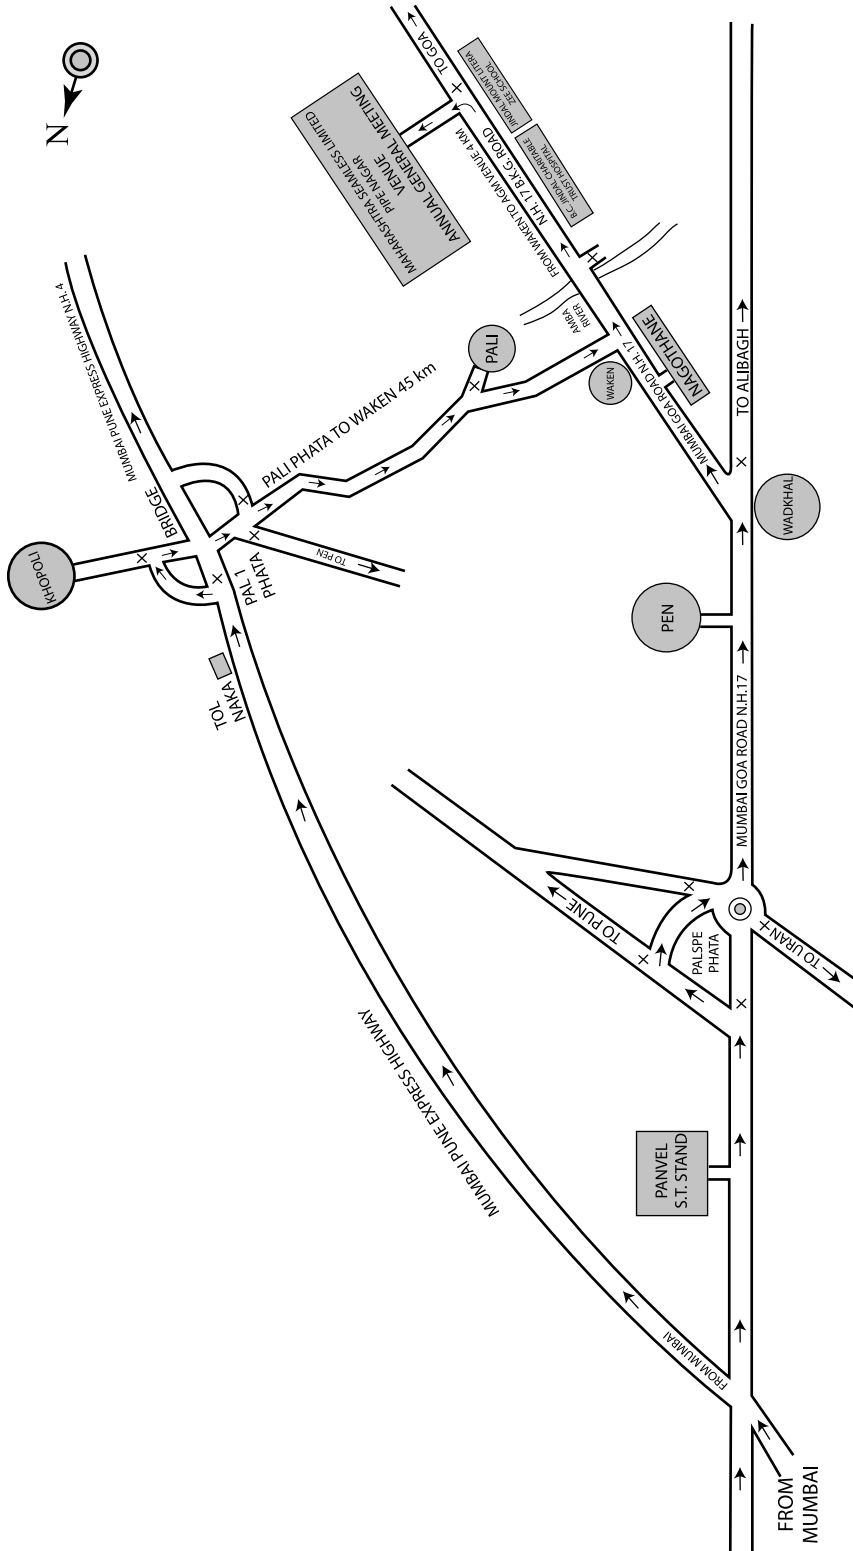 N
TO GOA
JINDAL MOUNT LITERA
ZEE SCHOOL
B.C. JINDAL CHARITABLE
TRUST HOSPITAL
MAHARASHTRA SEAMLESS LIMITED
PIPE NAGAR
VENUE
ANNUAL GENERAL MEETING
N.H. 17 B.K.G. ROAD
FROM WAKEN TO AGM VENUE 4 KM
AMBA
RIVER
NAGOTHANE
MUMBAI GOA ROAD N.H. 17
WAKEN
PALI
PALI PHATA TO WAKEN 45 km
MUMBAI PUNE EXPRESS HIGHWAY N.H. 4
BRIDGE
KHOPOLI
PAL 1
PHATA
TO PEN
TOL
NAKA
TO ALIBAGH
WADKHAL
PEN
MUMBAI GOA ROAD N.H.17
TO PUNE
PALSPE
PHATA
TO URAN
MUMBAI PUNE EXPRESS HIGHWAY
PANVEL
S.T. STAND
FROM MUMBAI
FROM
MUMBAI